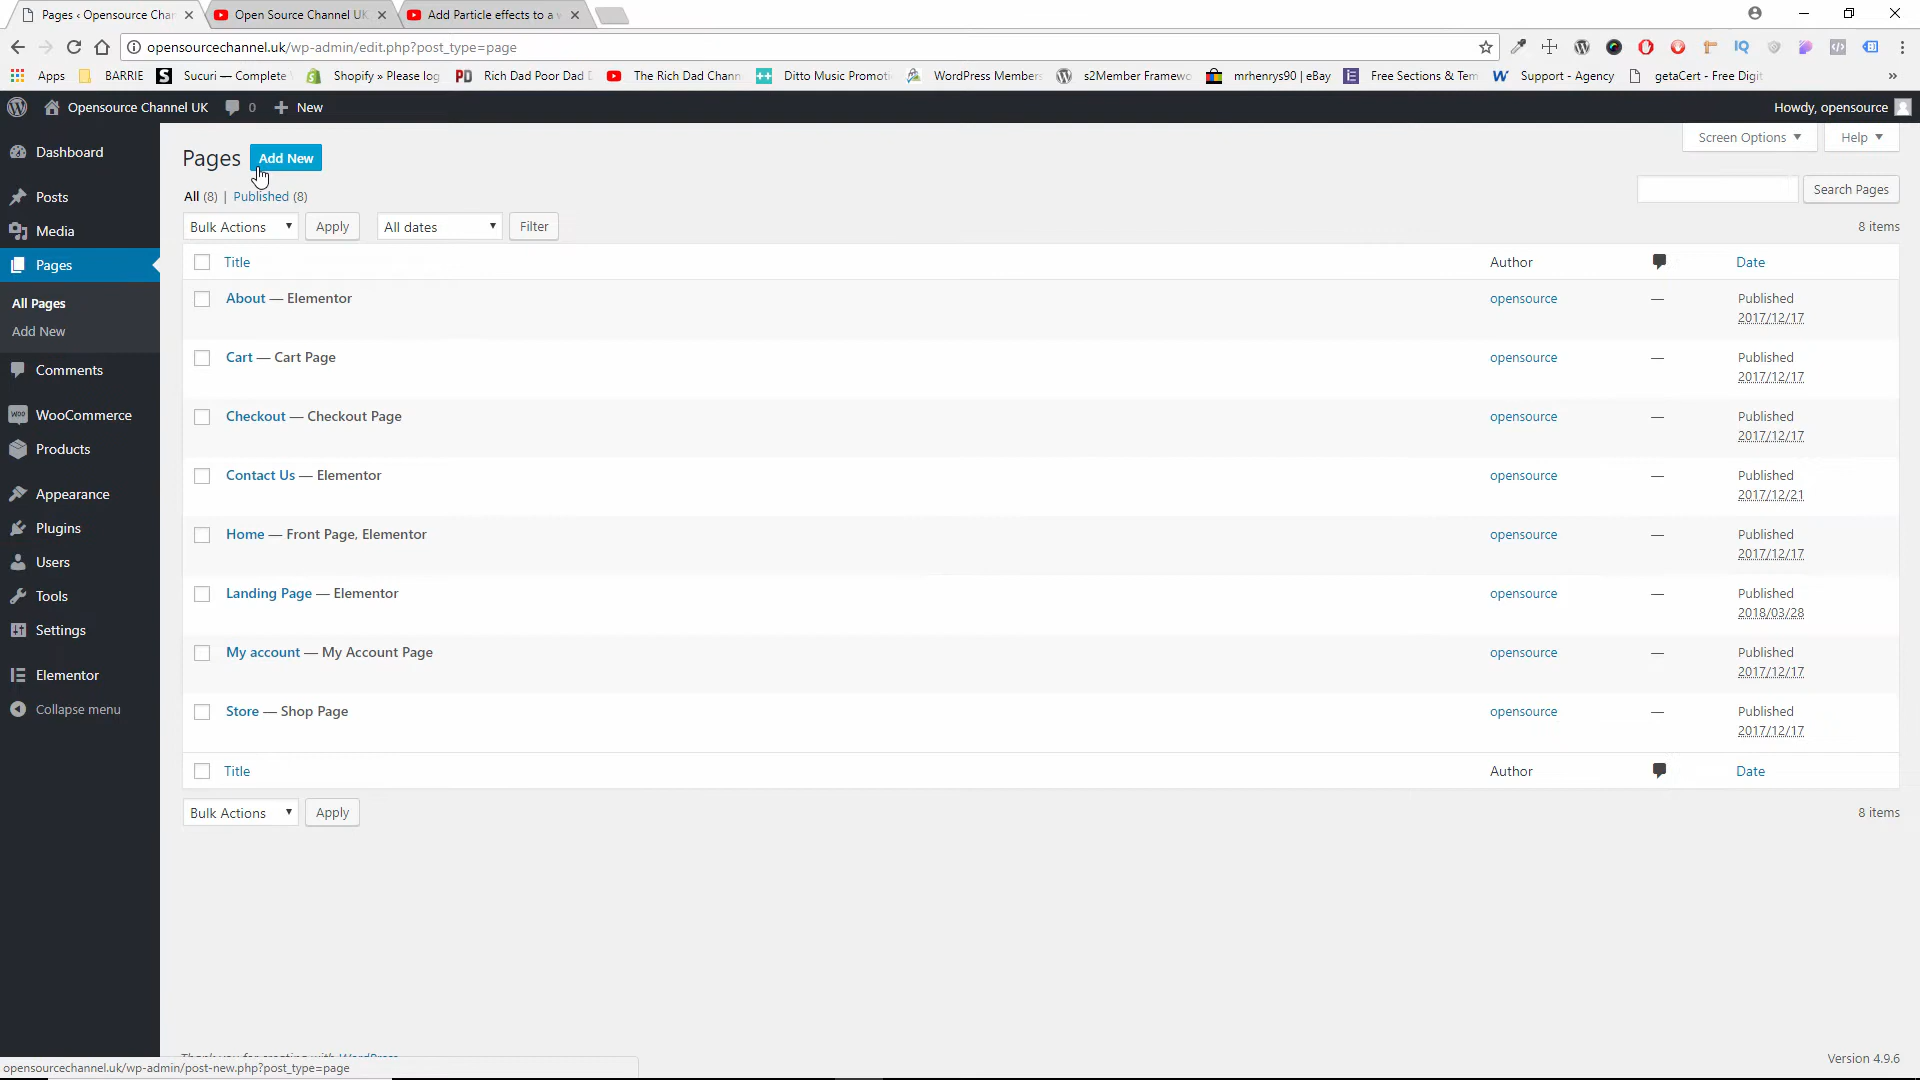 Pages ‹ Opensource Chan
Open Source Channel UK
Add Particle effects to a w
opensourcechannel.uk/wp-admin/edit.php?post_type=page
Apps BARRIE Sucuri — Complete Shopify » Please log Rich Dad Poor Dad The Rich Dad Chann Ditto Music Promoti WordPress Members s2Member Framewo mrhenrys90 | eBay Free Sections & Tem Support - Agency getaCert - Free Digit »
Opensource Channel UK 0 New Howdy, opensource
Screen Options Help
Dashboard
Posts
Media
Pages
All Pages
Add New
Comments
WooCommerce
Products
Appearance
Plugins
Users
Tools
Settings
Elementor
Collapse menu
Pages Add New
All (8) | Published (8)
Search Pages
Bulk Actions Apply All dates Filter 8 items
Title Author Date
About — Elementor opensource — Published
2017/12/17
Cart — Cart Page opensource — Published
2017/12/17
Checkout — Checkout Page opensource — Published
2017/12/17
Contact Us — Elementor opensource — Published
2017/12/21
Home — Front Page, Elementor opensource — Published
2017/12/17
Landing Page — Elementor opensource — Published
2018/03/28
My account — My Account Page opensource — Published
2017/12/17
Store — Shop Page opensource — Published
2017/12/17
Title Author Date
Bulk Actions Apply 8 items
Thank you for creating with WordPress
Version 4.9.6
opensourcechannel.uk/wp-admin/post-new.php?post_type=page